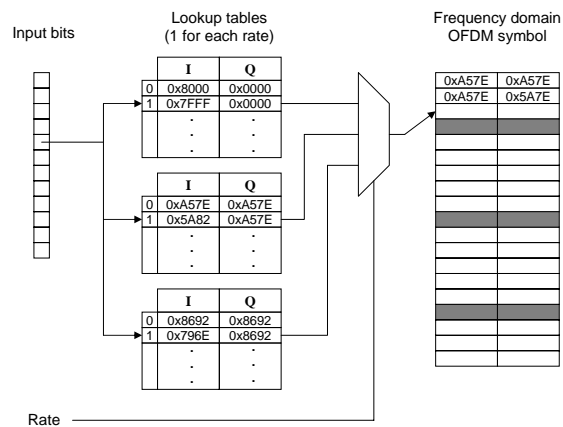 Input bits
Lookup tables
(1 for each rate)
Frequency domain
OFDM symbol
I Q
0 0x8000 0x0000
1 0x7FFF 0x0000
. .
. .
. .
I Q
0 0xA57E 0xA57E
1 0x5A82 0xA57E
. .
. .
. .
I Q
0 0x8692 0x8692
1 0x796E 0x8692
. .
. .
. .
0xA57E 0xA57E
0xA57E 0x5A7E
Rate